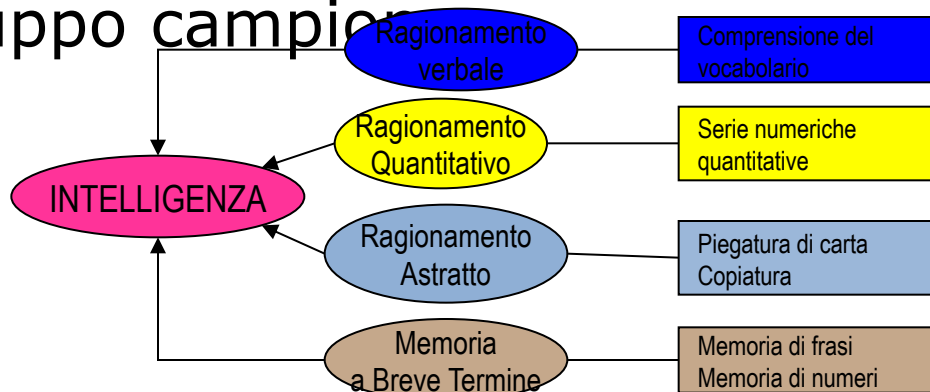 uppo campion
Ragionamento
verbale
Comprensione del
vocabolario
Ragionamento
Quantitativo
Serie numeriche
quantitative
INTELLIGENZA
Ragionamento
Astratto
Piegatura di carta
Copiatura
Memoria
a Breve Termine
Memoria di frasi
Memoria di numeri